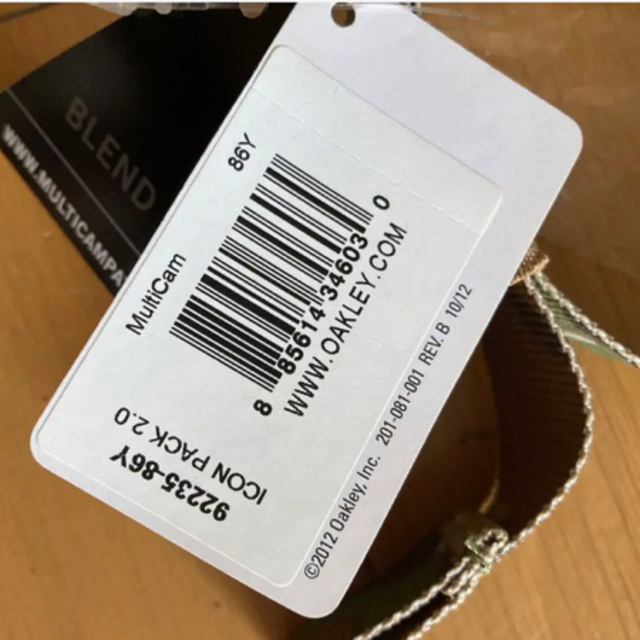 BLEND
WWW.MULTICAMPA
86Y
MultiCam
8 85614 34603 0
WWW.OAKLEY.COM
92235-86Y
ICON PACK 2.0
©2012 Oakley, Inc. 201-081-001 REV. B 10/12